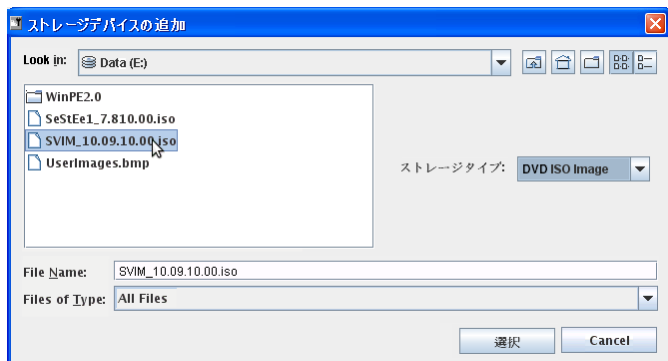 ストレージデバイスの追加
Look in: Data (E:)
WinPE2.0
SeStEe1_7.810.00.iso
SVIM_10.09.10.00.iso
UserImages.bmp
ストレージタイプ: DVD ISO Image
File Name: SVIM_10.09.10.00.iso
Files of Type: All Files
選択 Cancel